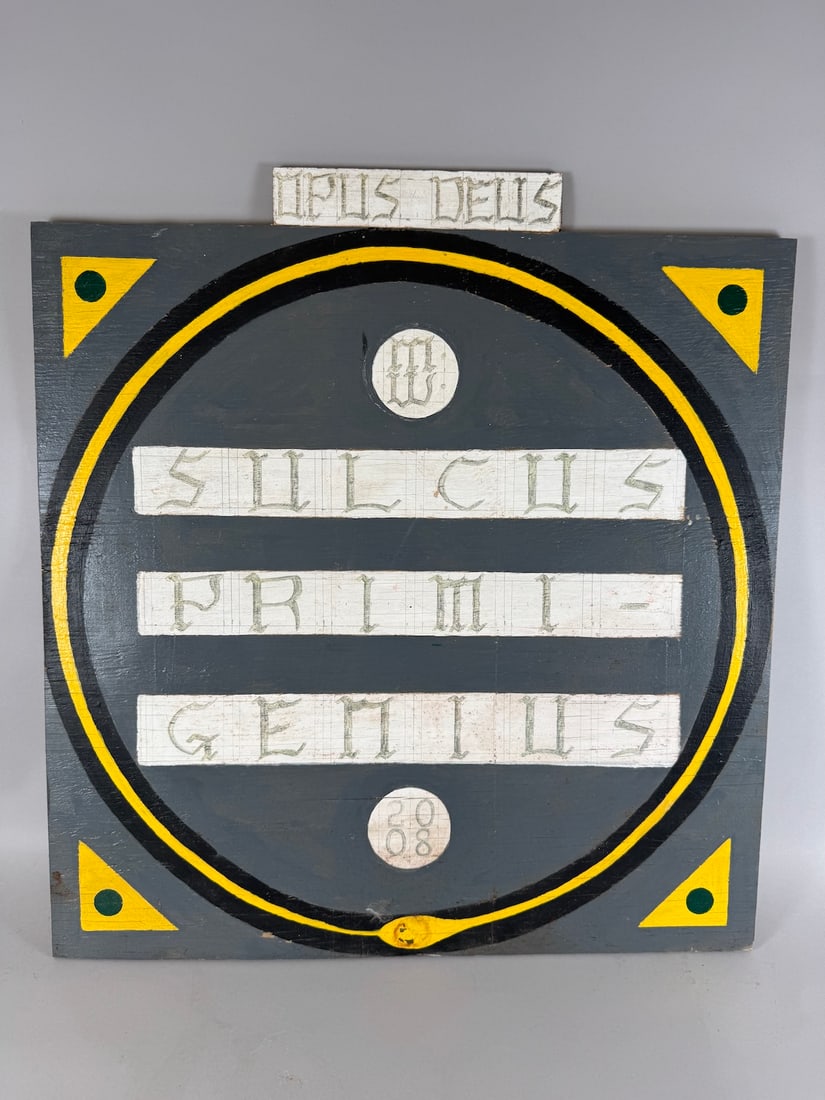 OPUS DEUS
M
W
SULCUS
PRIMI-
GENIUS
20
08